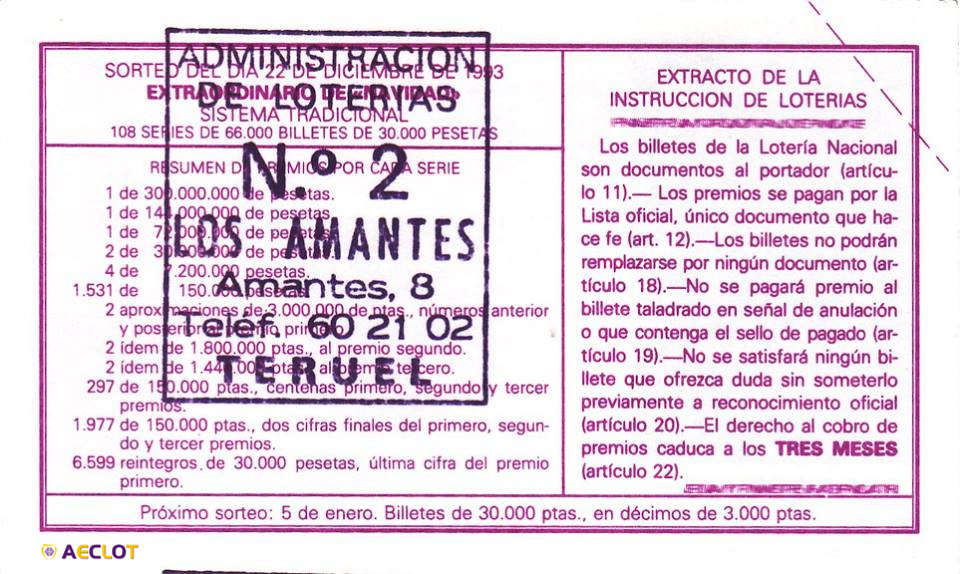 SORTEO DEL DIA 22 DE DICIEMBRE DE 1993
EXTRAORDINARIO DE «NAVIDAD»
SISTEMA TRADICIONAL
108 SERIES DE 66.000 BILLETES DE 30.000 PESETAS
RESUMEN DE PREMIOS POR CADA SERIE
1 de 300.000.000 de pesetas.
1 de de pesetas.
1 de de pesetas.
2 de de pesetas.
4 de 7.200.000 pesetas.
1.531 de 150.000 pesetas.
2 aproximaciones de 3.000.000 de ptas., números anterior
y posterior al premio primero.
2 ídem de 1.800.000 ptas., al premio segundo.
2 ídem de 1.440.000 ptas., al premio tercero.
297 de 150.000 ptas., centenas primero, segundo y tercer
premios.
1.977 de 150.000 ptas., dos cifras finales del primero, segun-
do y tercer premios.
6.599 reintegros de 30.000 pesetas, última cifra del premio
primero.
ADMINISTRACION
DE LOTERIAS
N.º 2
LOS AMANTES
Amantes, 8
Teléf. 60 21 02
TERUEL
EXTRACTO DE LA
INSTRUCCION DE LOTERIAS
Los billetes de la Lotería Nacional
son documentos al portador (artícu-
lo 11).— Los premios se pagan por la
Lista oficial, único documento que ha-
ce fe (art. 12).—Los billetes no podrán
remplazarse por ningún documento (ar-
tículo 18).—No se pagará premio al
billete taladrado en señal de anulación
o que contenga el sello de pagado (ar-
tículo 19).—No se satisfará ningún bi-
llete que ofrezca duda sin someterlo
previamente a reconocimiento oficial
(artículo 20).—El derecho al cobro de
premios caduca a los TRES MESES
(artículo 22).
Próximo sorteo: 5 de enero. Billetes de 30.000 ptas., en décimos de 3.000 ptas.
AECLOT